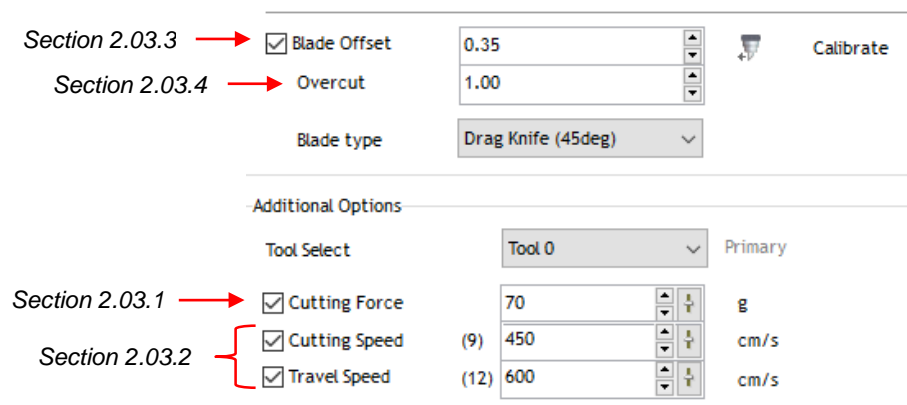 Section 2.03.3 Blade Offset 0.35 Calibrate
Section 2.03.4 Overcut 1.00
Blade type Drag Knife (45deg)
Additional Options
Tool Select Tool 0 Primary
Section 2.03.1 Cutting Force 70 g
Cutting Speed (9) 450 cm/s
Section 2.03.2
Travel Speed (12) 600 cm/s